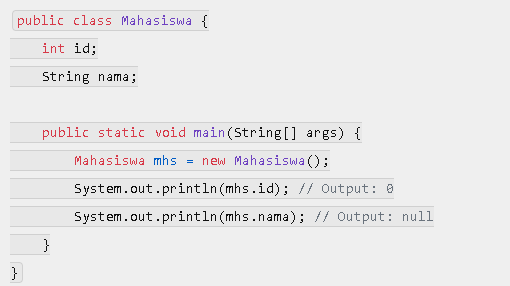 public class Mahasiswa {
    int id;
    String nama;

    public static void main(String[] args) {
        Mahasiswa mhs = new Mahasiswa();
        System.out.println(mhs.id); // Output: 0
        System.out.println(mhs.nama); // Output: null
    }
}